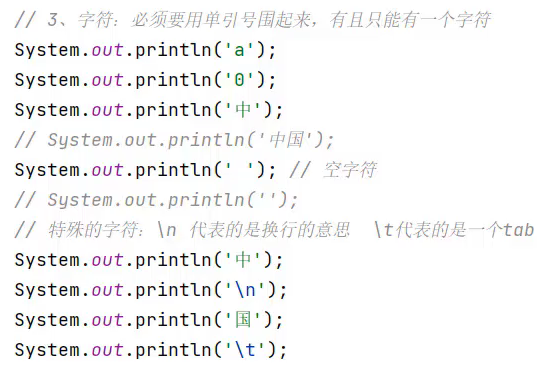 // 3、字符：必须要用单引号围起来，有且只能有一个字符
System.out.println('a');
System.out.println('0');
System.out.println('中');
// System.out.println('中国');
System.out.println(' '); // 空字符
// System.out.println('');
// 特殊的字符：\n 代表的是换行的意思  \t代表的是一个tab
System.out.println('中');
System.out.println('\n');
System.out.println('国');
System.out.println('\t');